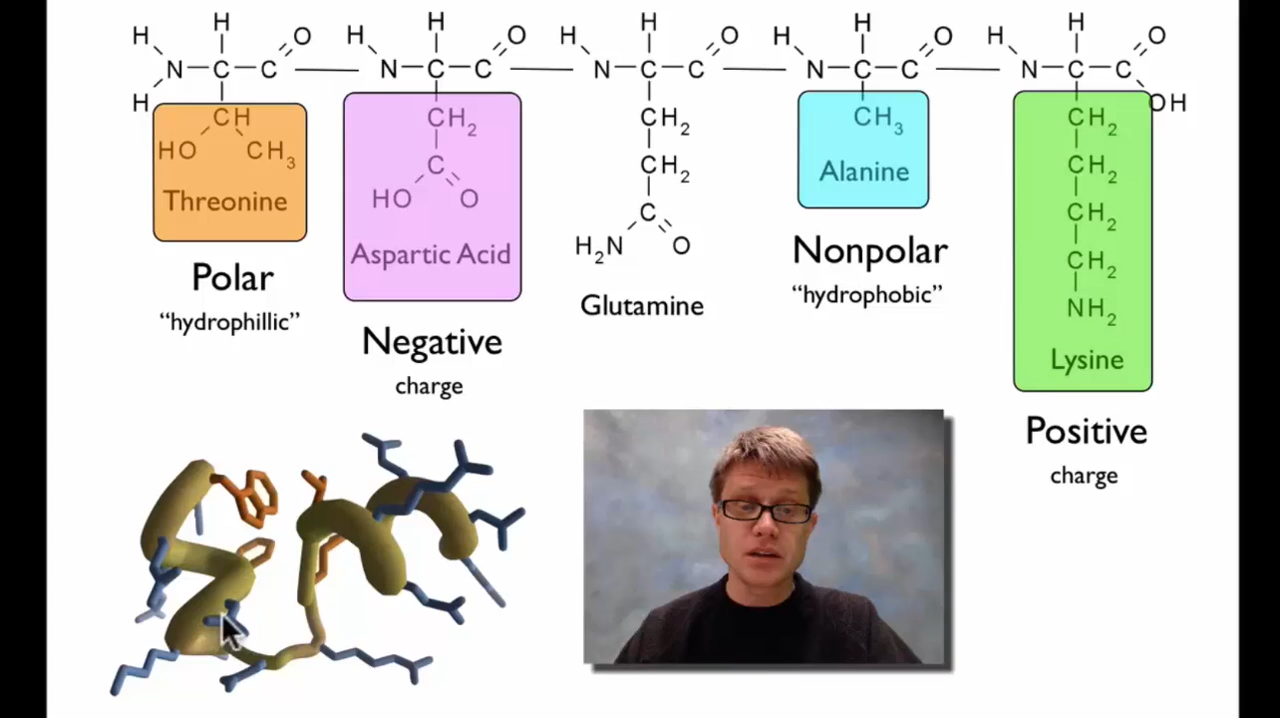 H H O H H O H H O H H O H H O
N C C N C C N C C N C C N C C
H OH
CH CH2 CH2 CH3 CH2
HO CH3 C CH2 Alanine CH2
Threonine HO O C CH2
Aspartic Acid H2N O CH2
Polar Nonpolar NH2
"hydrophillic" Glutamine "hydrophobic" Lysine
Negative
charge
Positive
charge